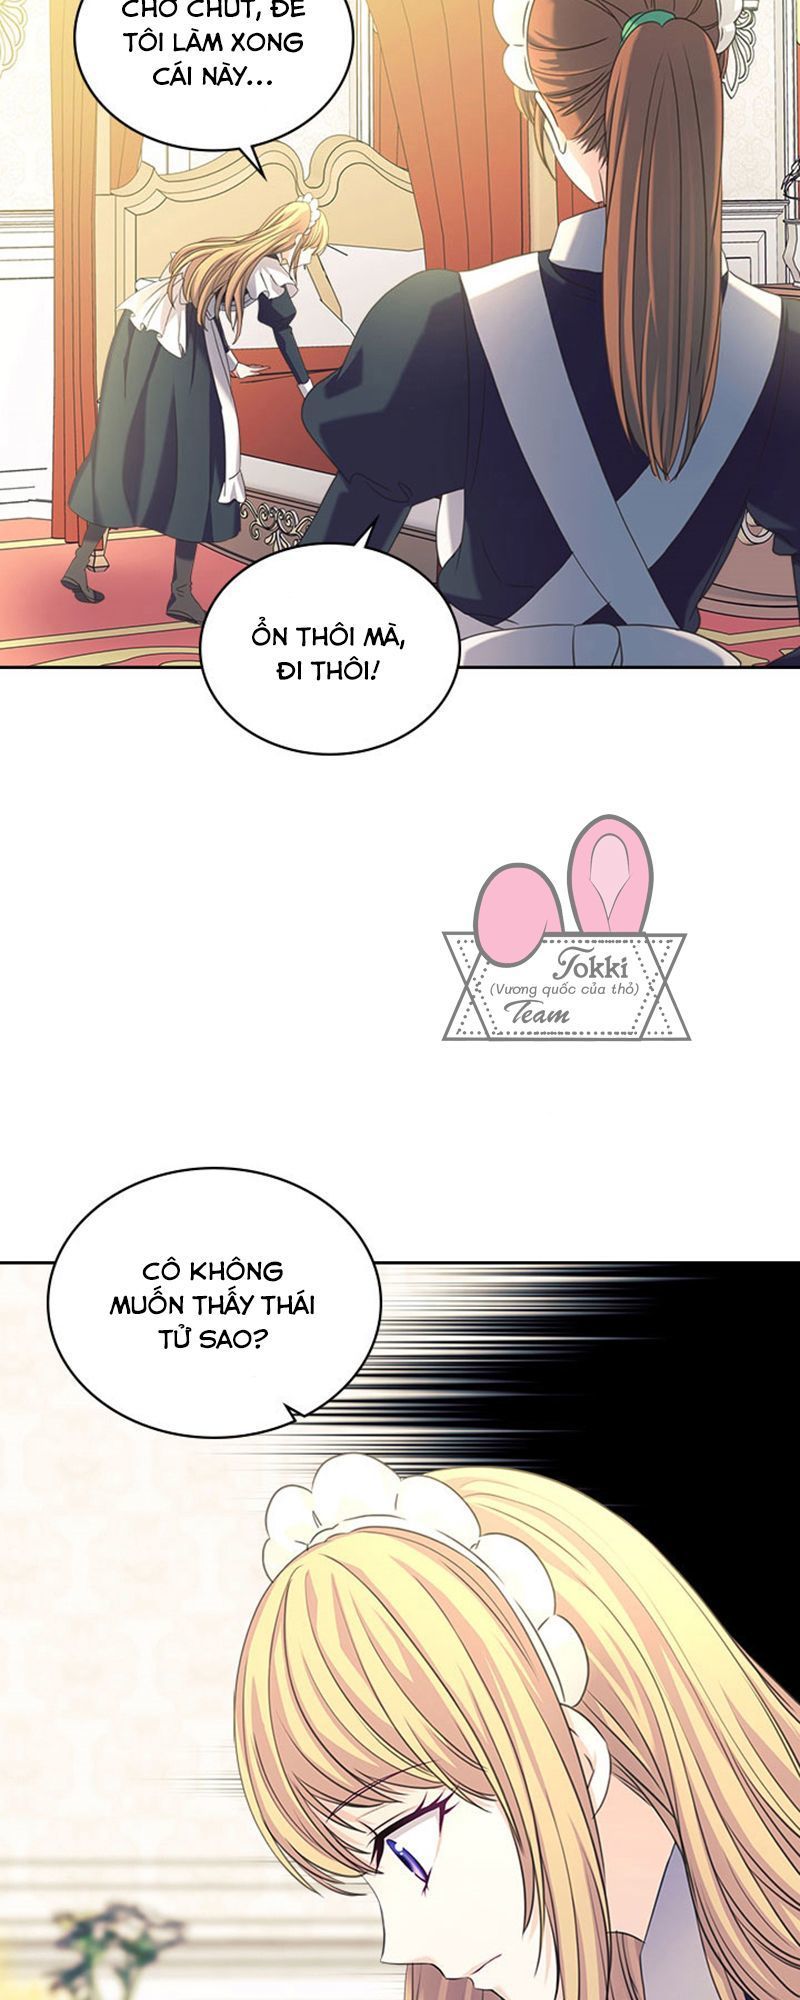 CHỜ CHÚT, ĐỂ
TÔI LÀM XONG
CÁI NÀY...
ỔN THÔI MÀ,
ĐI THÔI!
Tokki
(Vương quốc của thỏ)
Team
CÔ KHÔNG
MUỐN THẤY THÁI
TỬ SAO?